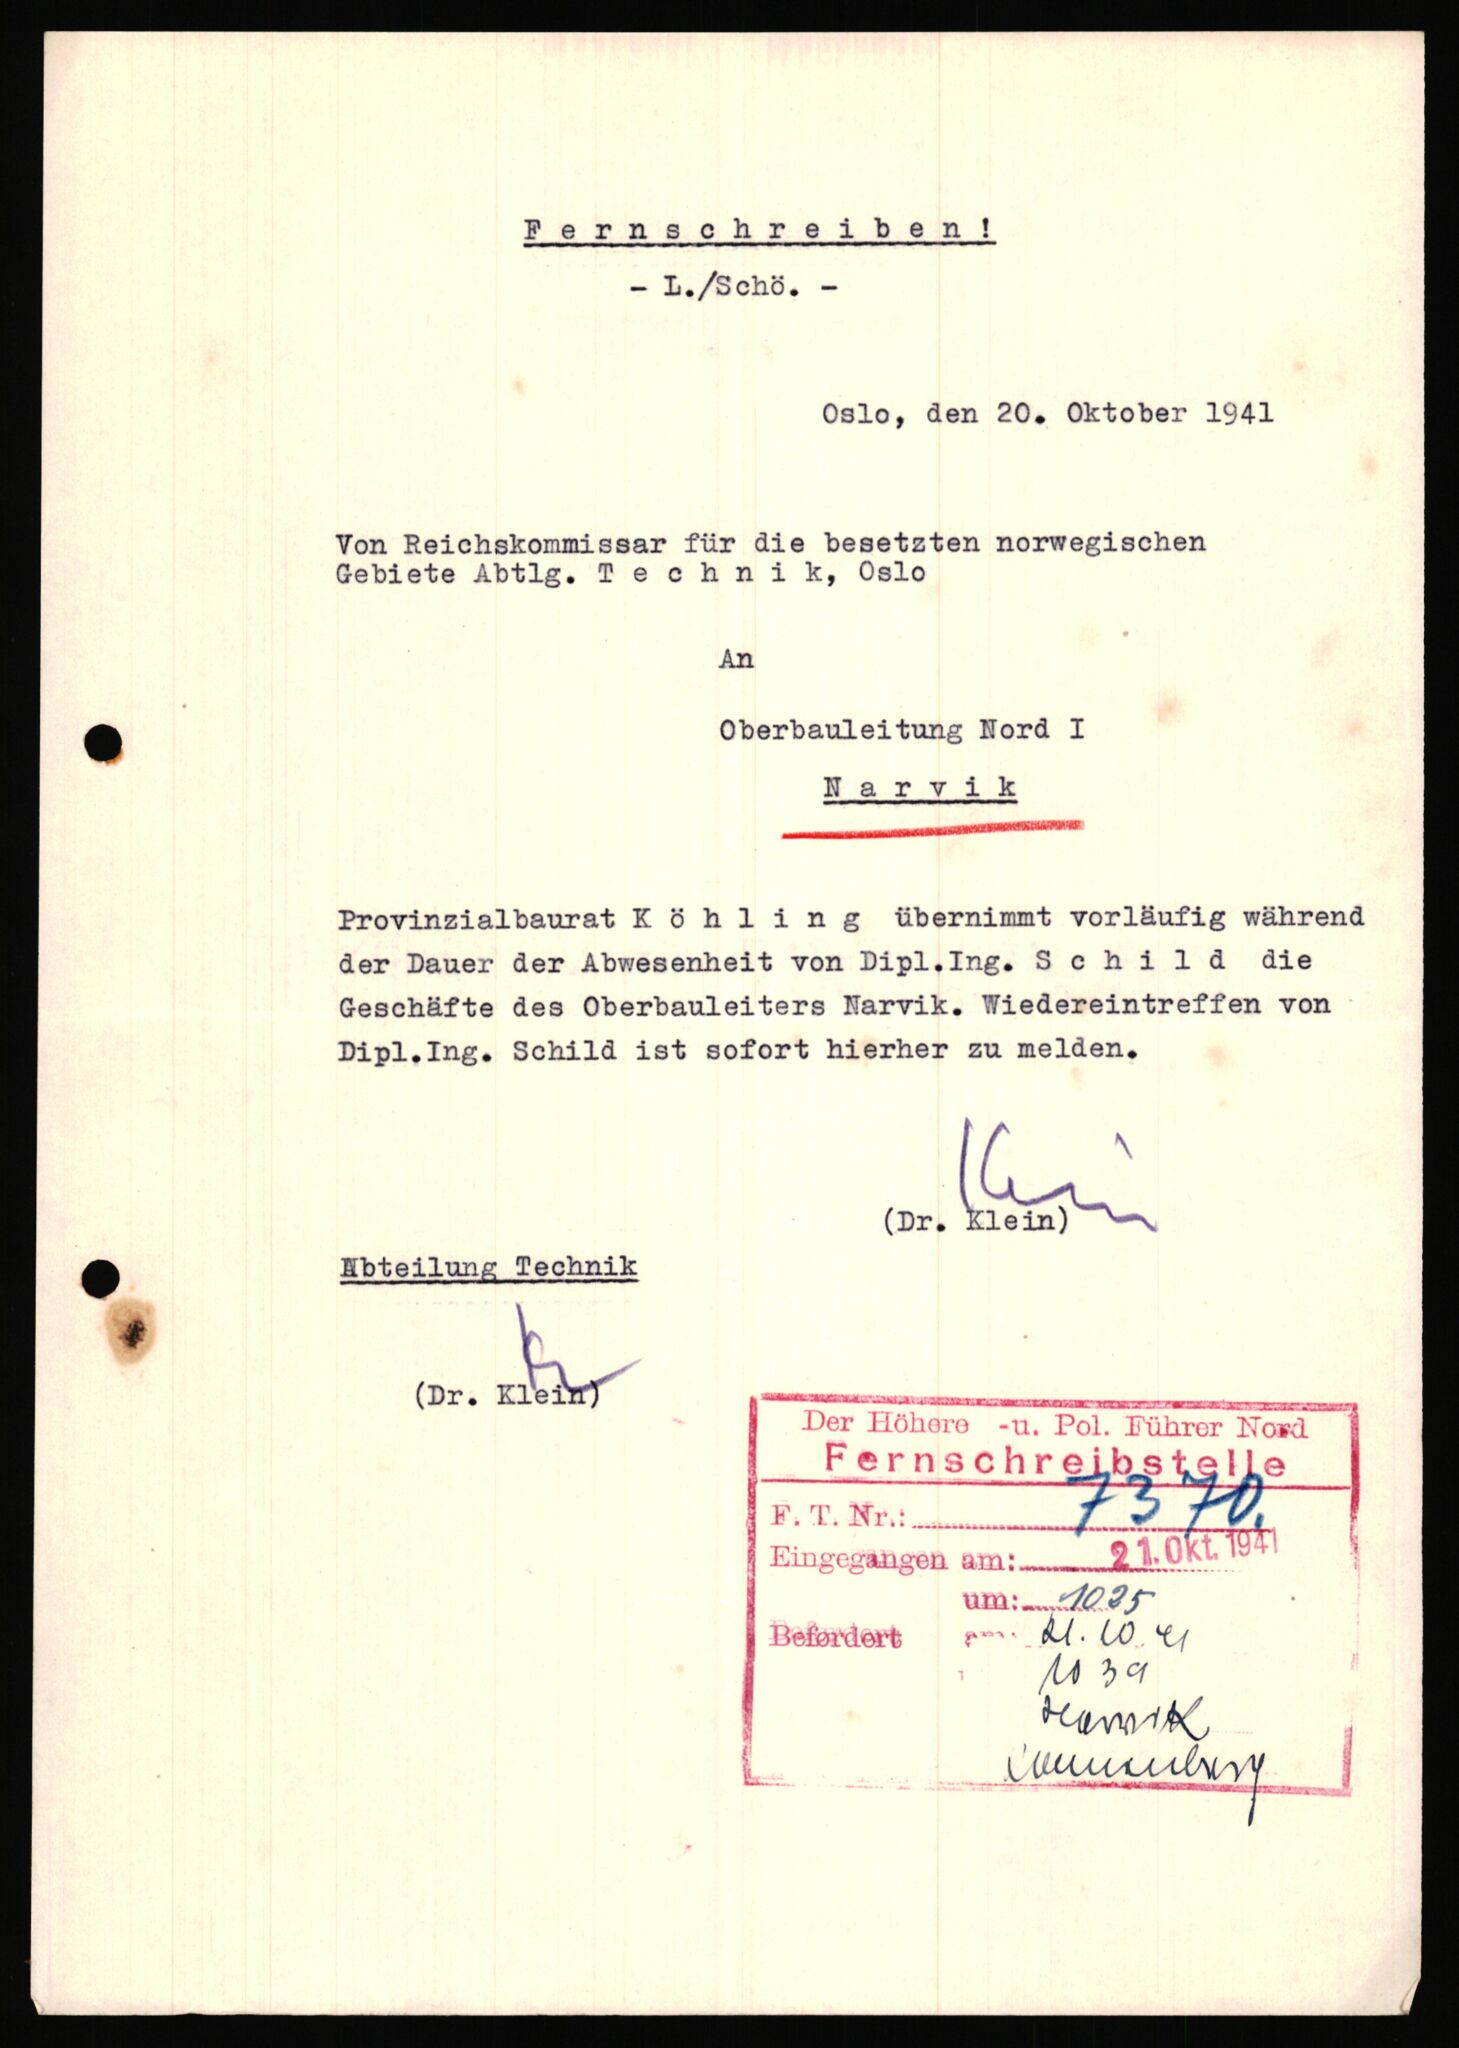 F e r n s c h r e i b e n !
- L./Schö. -
Oslo, den 20. Oktober 1941
Von Reichskommissar für die besetzten norwegischen
Gebiete Abtlg. T e c h n i k, Oslo
An
Oberbauleitung Nord I
N a r v i k
Provinzialbaurat K ö h l i n g übernimmt vorläufig während
der Dauer der Abwesenheit von Dipl.Ing. S c h i l d die
Geschäfte des Oberbauleiters Narvik. Wiedereintreffen von
Dipl.Ing. Schild ist sofort hierher zu melden.
Klein
(Dr. Klein)
Abteilung Technik
(Dr. Klein)
Der Höhere -u. Pol. Führer Nord
Fernschreibstelle
F. T. Nr.: 7370.
Eingegangen am: 21. Okt. 1941
um: 1025
Befördert am: 21.10.41
10 39
Narvik